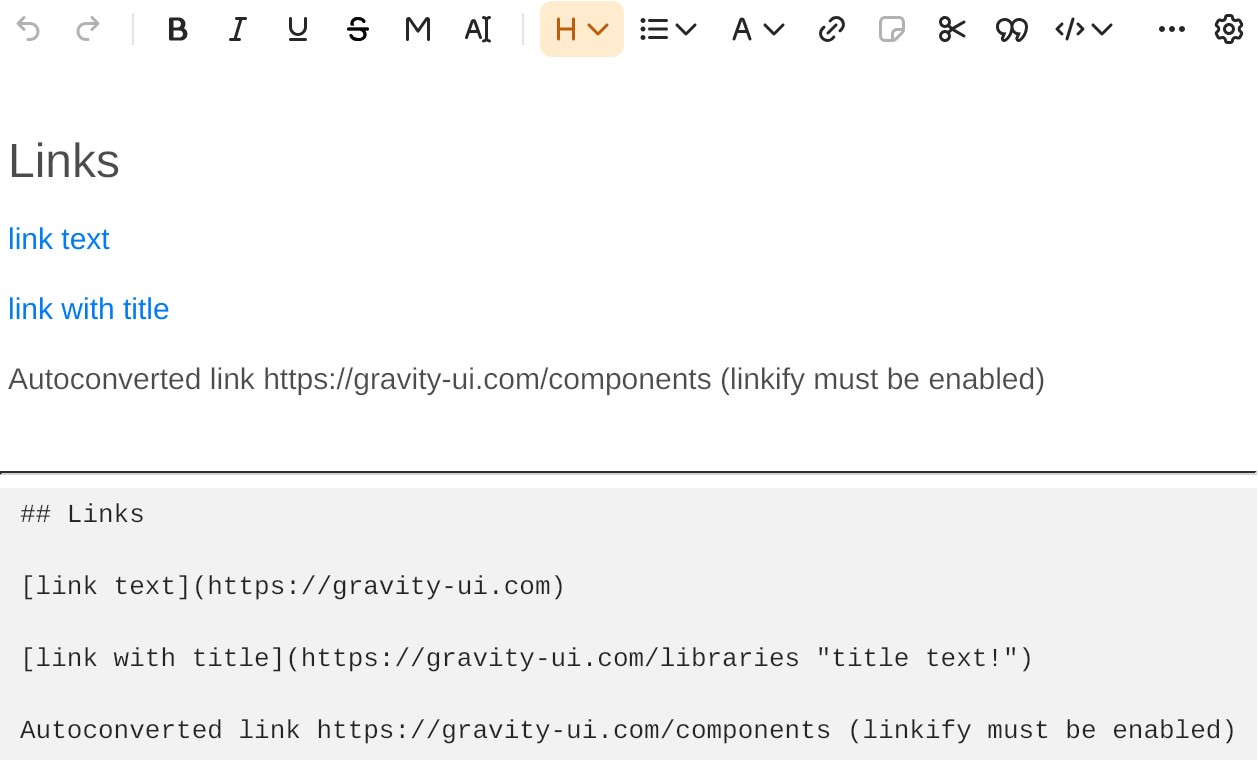 Links
link text
link with title
Autoconverted link https://gravity-ui.com/components (linkify must be enabled)
## Links
[link text](https://gravity-ui.com)
[link with title](https://gravity-ui.com/libraries "title text!")
Autoconverted link https://gravity-ui.com/components (linkify must be enabled)